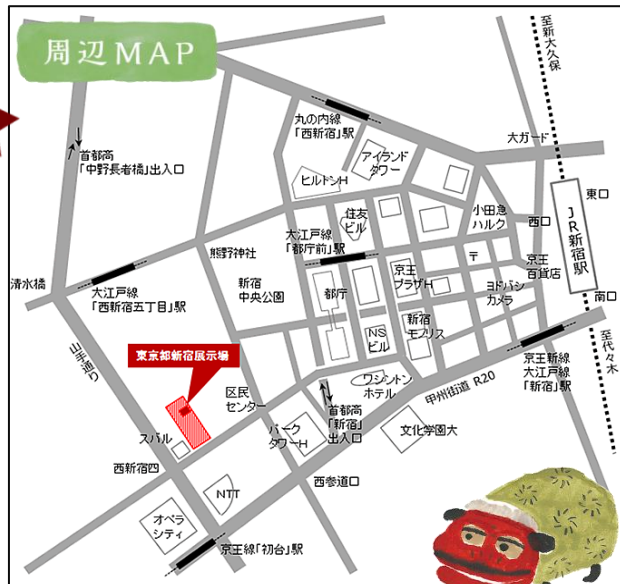 周辺MAP
至新大久保
丸の内線
「西新宿」駅
大ガード
首都高
「中野長者橋」出入口
アイランド
タワー
ヒルトンH
東口
小田急
ハルク
西口
JR新宿駅
住友
ビル
大江戸線
「都庁前」駅
熊野神社
京王
百貨店
〒
京王
プラザH
新宿
中央公園
都庁
清水橋
大江戸線
「西新宿五丁目」駅
ヨドバシ
カメラ
南口
新宿
モノリス
NS
ビル
至代々木
山手通り
東京都新宿展示場
京王新線
大江戸線
「新宿」駅
ワシントン
ホテル
甲州街道 R20
区民
センター
首都高
「新宿」
出入口
パーク
タワーH
文化学園大
スバル
西新宿四
西参道口
NTT
オペラ
シティ
京王線「初台」駅